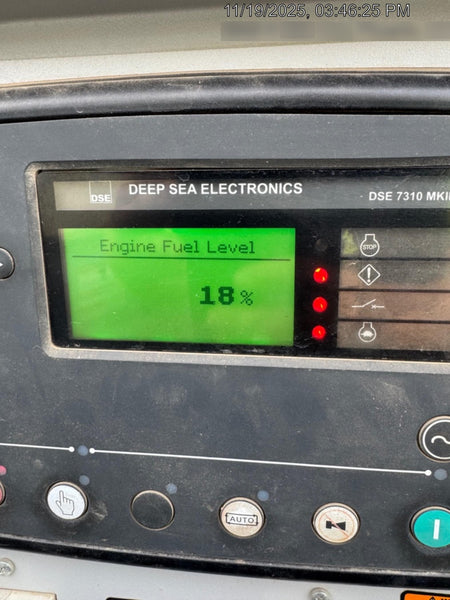 11/19/2025, 03:46:25 PM
DSE
DEEP SEA ELECTRONICS
DSE 7310 MKII
Engine Fuel Level
18%
STOP
AUTO